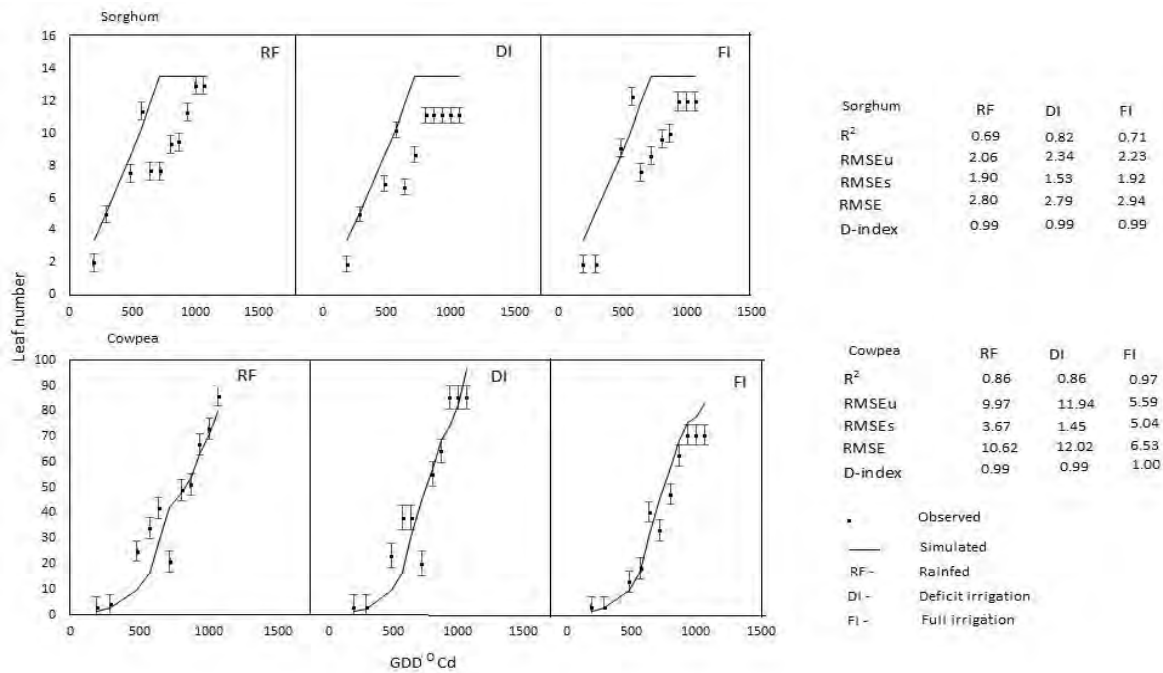 Sorghum
16
14
12
10
8
6
4
2
0
RF
DI
FI
0 500 1000 1500
0 500 1000 1500
0 500 1000 1500
Leaf number
Cowpea
100
90
80
70
60
50
40
30
20
10
0
RF
DI
FI
0 500 1000 1500
0 500 1000 1500
0 500 1000 1500
GDD ⁰Cd
Sorghum RF DI FI
R² 0.69 0.82 0.71
RMSEu 2.06 2.34 2.23
RMSEs 1.90 1.53 1.92
RMSE 2.80 2.79 2.94
D-index 0.99 0.99 0.99
Cowpea RF DI FI
R² 0.86 0.86 0.97
RMSEu 9.97 11.94 5.59
RMSEs 3.67 1.45 5.04
RMSE 10.62 12.02 6.53
D-index 0.99 0.99 1.00
Observed
Simulated
RF - Rainfed
DI - Deficit irrigation
FI - Full irrigation